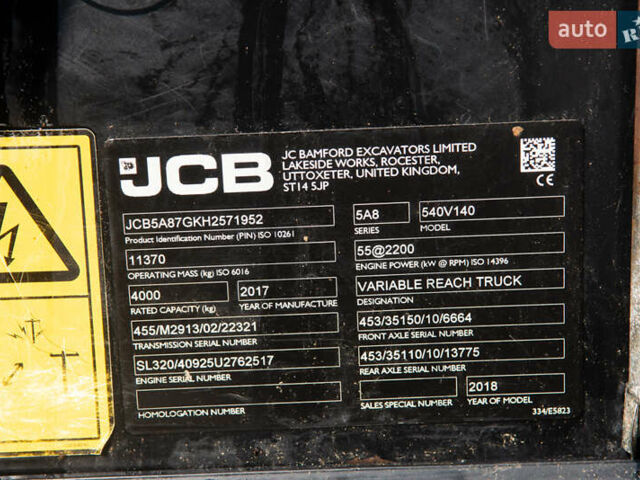 auto
R
JCB
JC BAMFORD EXCAVATORS LIMITED
LAKESIDE WORKS, ROCESTER,
UTTOXETER, UNITED KINGDOM,
ST14 5JP
CE
JCB5A87GKH2571952
Product Identification Number (PIN) ISO 10261
5A8
SERIES
540V140
MODEL
11370
OPERATING MASS (kg) ISO 6016
55@2200
ENGINE POWER (kW @ RPM) ISO 14396
4000
RATED CAPACITY (kg)
2017
YEAR OF MANUFACTURE
VARIABLE REACH TRUCK
DESIGNATION
455/M2913/02/22321
TRANSMISSION SERIAL NUMBER
453/35150/10/6664
FRONT AXLE SERIAL NUMBER
SL320/40925U2762517
ENGINE SERIAL NUMBER
453/35110/10/13775
REAR AXLE SERIAL NUMBER
HOMOLOGATION NUMBER
SALES SPECIAL NUMBER
2018
YEAR OF MODEL
334/E5823